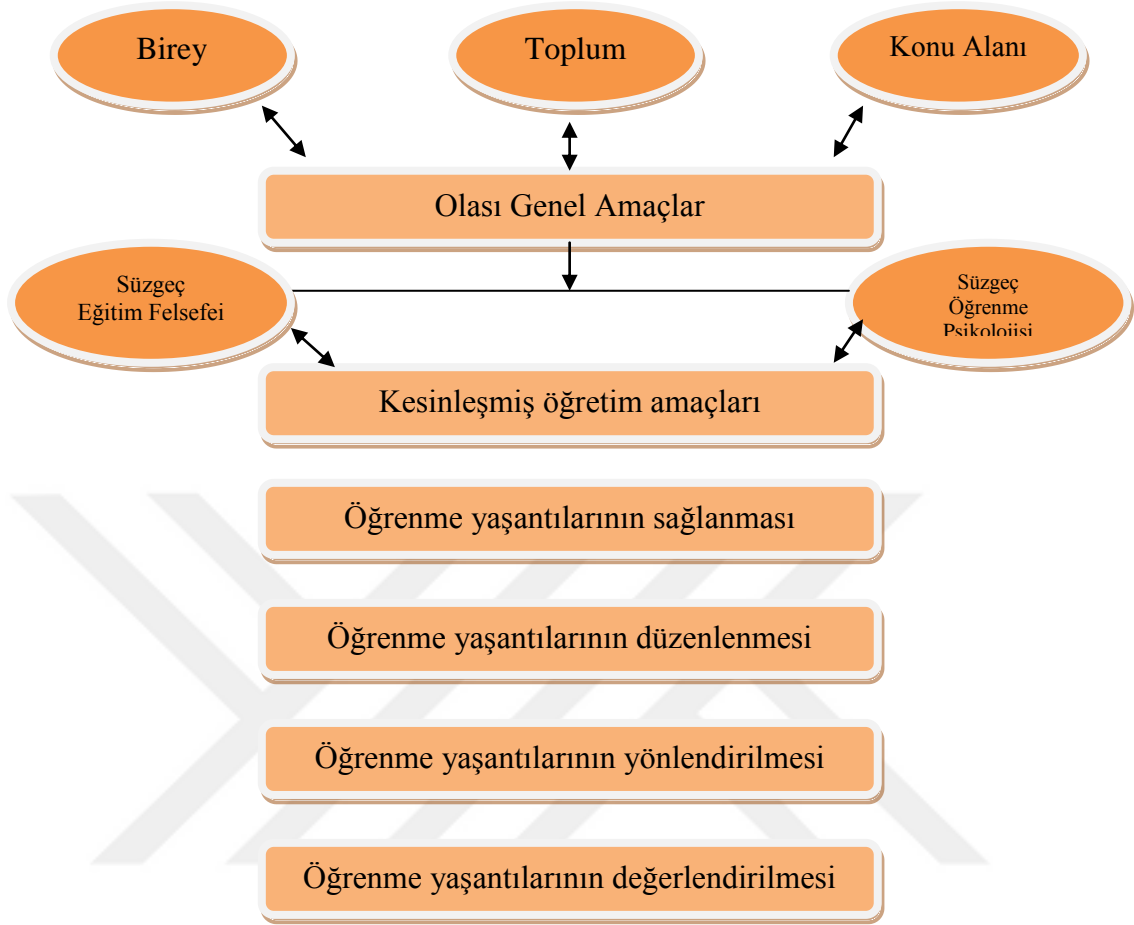 Birey
Toplum
Konu Alanı
Olası Genel Amaçlar
Süzgeç
Eğitim Felsefei
Süzgeç
Öğrenme
Psikolojisi
Kesinleşmiş öğretim amaçları
Öğrenme yaşantılarının sağlanması
Öğrenme yaşantılarının düzenlenmesi
Öğrenme yaşantılarının yönlendirilmesi
Öğrenme yaşantılarının değerlendirilmesi